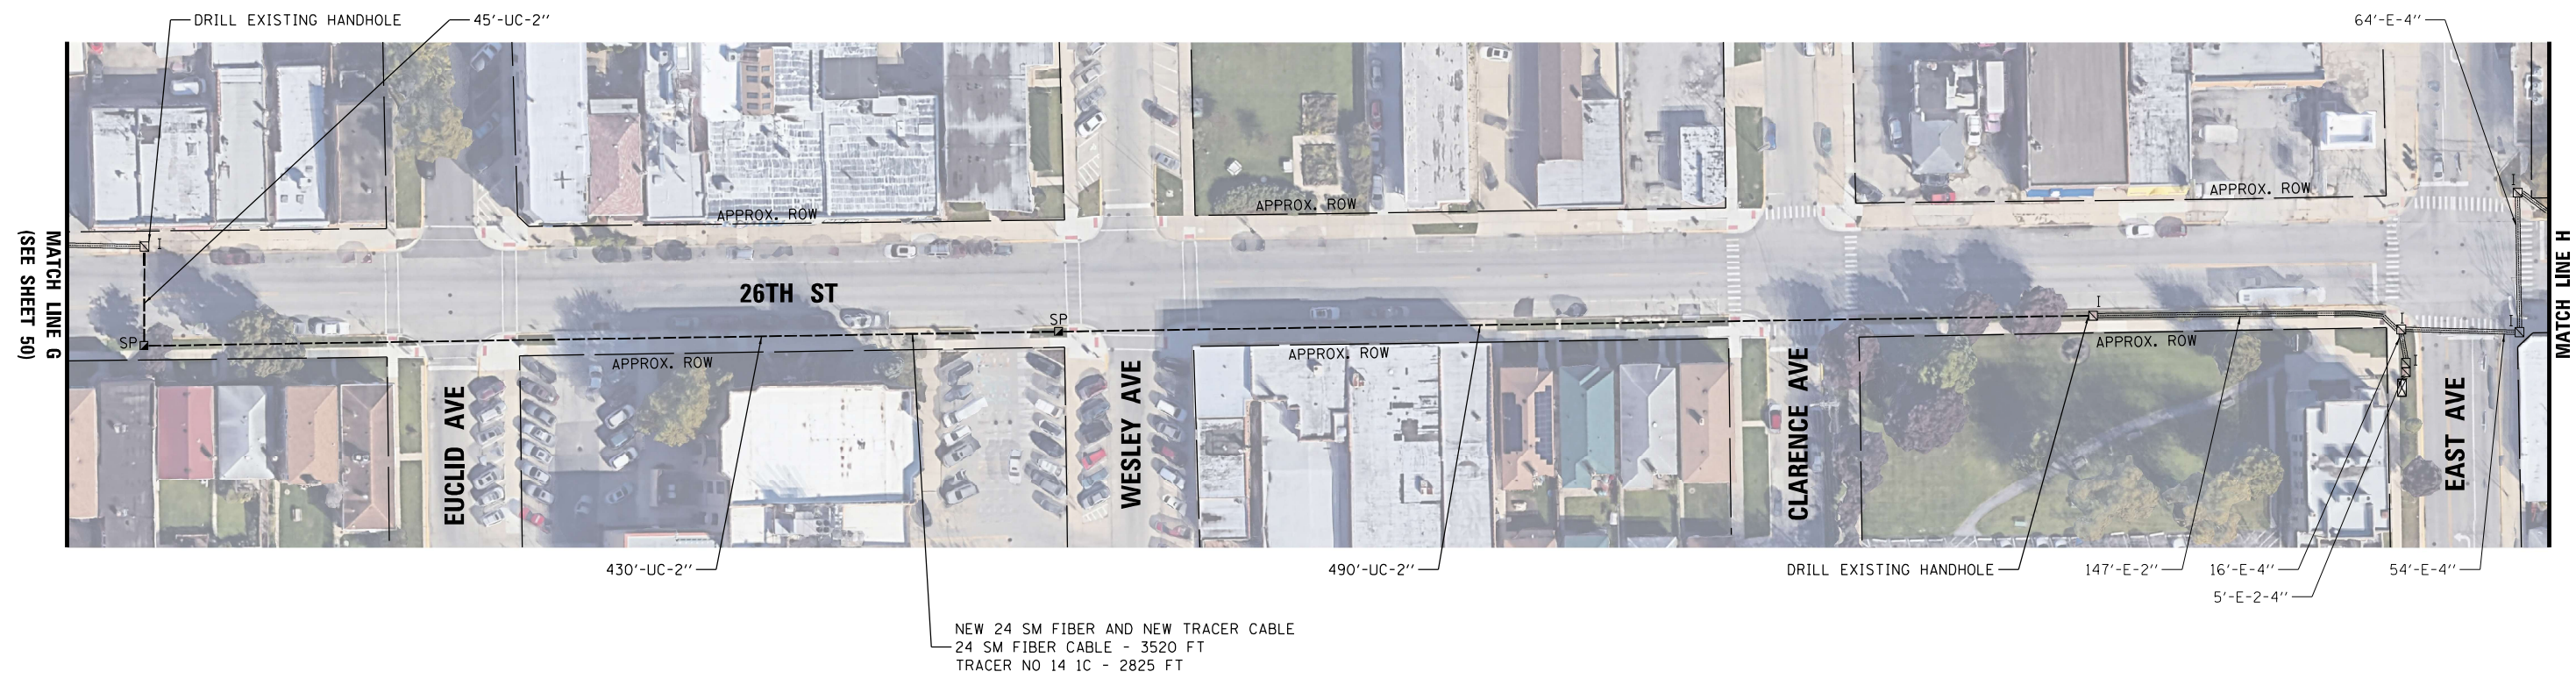 DRILL EXISTING HANDHOLE
45'-UC-2"
64'-E-4"
APPROX. ROW
APPROX. ROW
APPROX. ROW
MATCH LINE G
(SEE SHEET 50)
I
I
MATCH LINE H
26TH ST
SP
SP
I
I
I
I
APPROX. ROW
APPROX. ROW
APPROX. ROW
EUCLID AVE
WESLEY AVE
CLARENCE AVE
EAST AVE
430'-UC-2"
490'-UC-2"
DRILL EXISTING HANDHOLE
147'-E-2"
16'-E-4"
54'-E-4"
5'-E-2-4"
NEW 24 SM FIBER AND NEW TRACER CABLE
24 SM FIBER CABLE - 3520 FT
TRACER NO 14 1C - 2825 FT